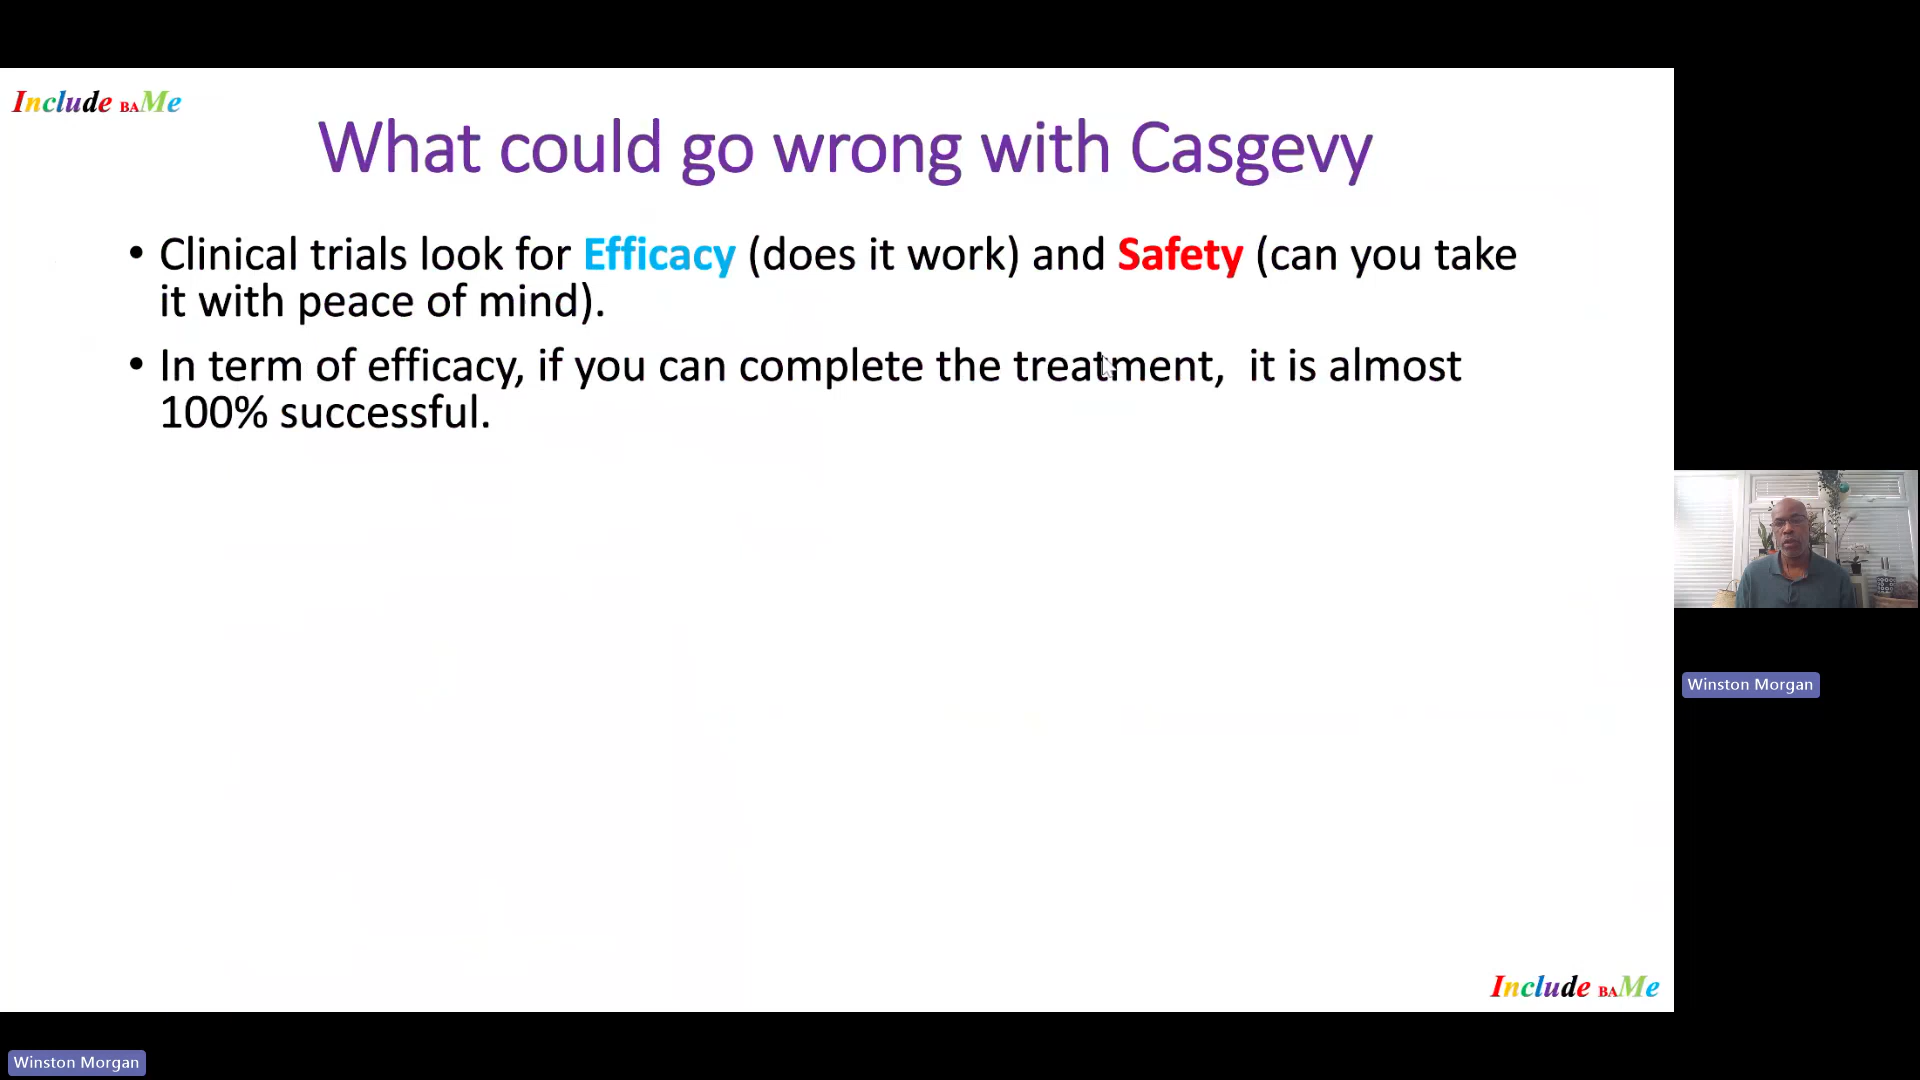 Include BAMe
What could go wrong with Casgevy
• Clinical trials look for Efficacy (does it work) and Safety (can you take
it with peace of mind).
• In term of efficacy, if you can complete the treatment, it is almost
100% successful.
Winston Morgan
Include BAMe
Winston Morgan